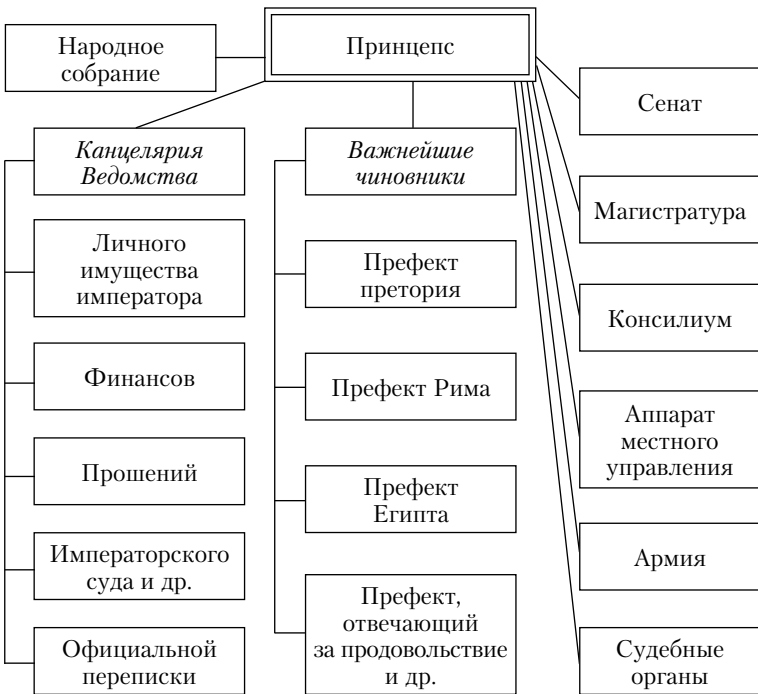 Народное
собрание
Принцепс
Сенат
Канцелярия
Ведомства
Важнейшие
чиновники
Магистратура
Личного
имущества
императора
Префект
претория
Консилиум
Финансов
Префект Рима
Аппарат
местного
управления
Прошений
Префект
Египта
Армия
Императорского
суда и др.
Префект,
отвечающий
за продовольствие
и др.
Официальной
переписки
Судебные
органы